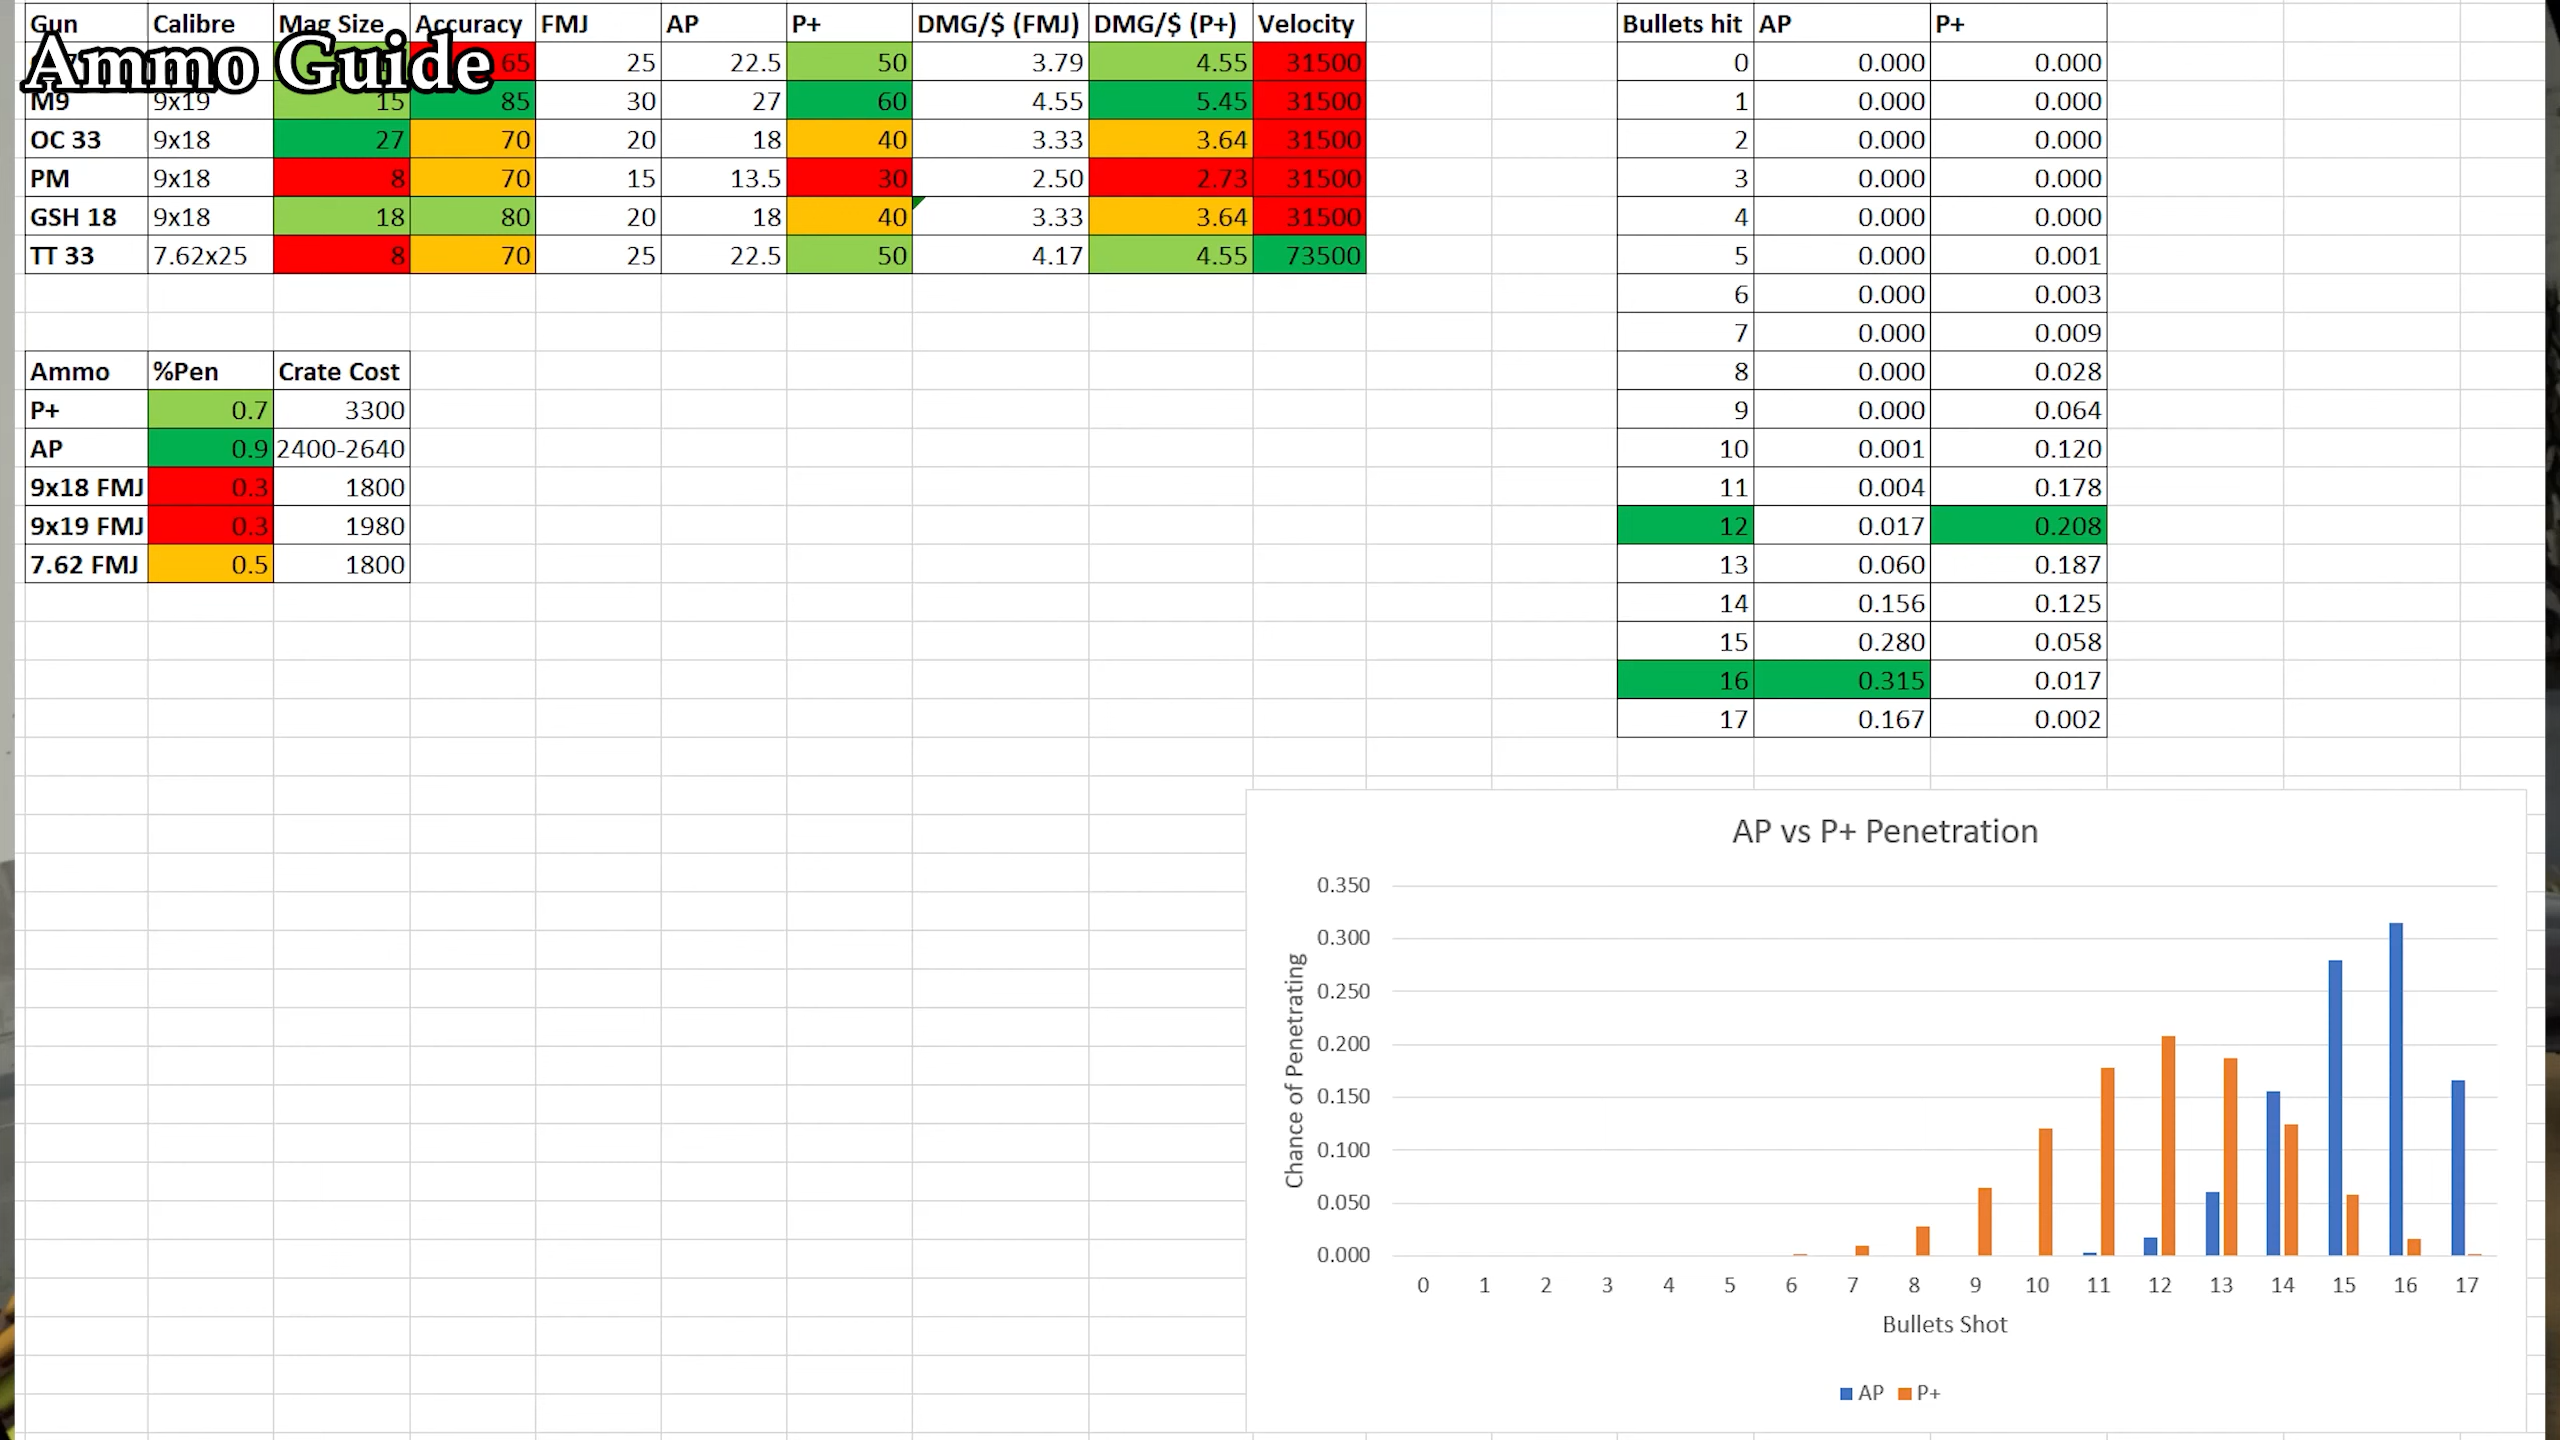 Ammo Guide
Gun Calibre Mag Size Accuracy FMJ AP P+ DMG/$ (FMJ) DMG/$ (P+) Velocity
65 25 22.5 50 3.79 4.55 31500
M9 9x19 15 85 30 27 60 4.55 5.45 31500
OC 33 9x18 27 70 20 18 40 3.33 3.64 31500
PM 9x18 8 70 15 13.5 30 2.50 2.73 31500
GSH 18 9x18 18 80 20 18 40 3.33 3.64 31500
TT 33 7.62x25 8 70 25 22.5 50 4.17 4.55 73500
Ammo %Pen Crate Cost
P+ 0.7 3300
AP 0.9 2400-2640
9x18 FMJ 0.3 1800
9x19 FMJ 0.3 1980
7.62 FMJ 0.5 1800
Bullets hit AP P+
0 0.000 0.000
1 0.000 0.000
2 0.000 0.000
3 0.000 0.000
4 0.000 0.000
5 0.000 0.001
6 0.000 0.003
7 0.000 0.009
8 0.000 0.028
9 0.000 0.064
10 0.001 0.120
11 0.004 0.178
12 0.017 0.208
13 0.060 0.187
14 0.156 0.125
15 0.280 0.058
16 0.315 0.017
17 0.167 0.002
AP vs P+ Penetration
Chance of Penetrating
0.350
0.300
0.250
0.200
0.150
0.100
0.050
0.000
0 1 2 3 4 5 6 7 8 9 10 11 12 13 14 15 16 17
Bullets Shot
AP P+